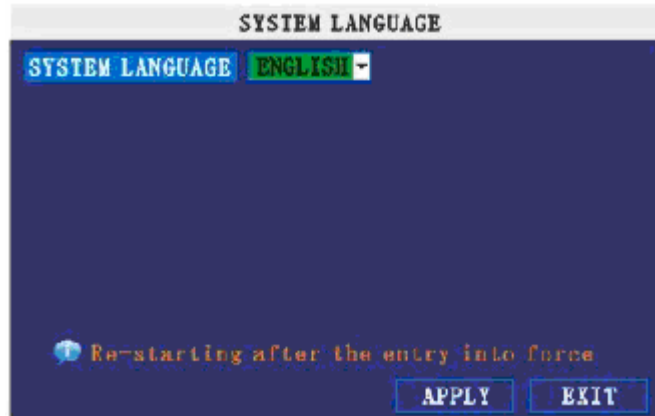 SYSTEM LANGUAGE
SYSTEM LANGUAGE ENGLISH
Re-starting after the entry into force
APPLY EXIT